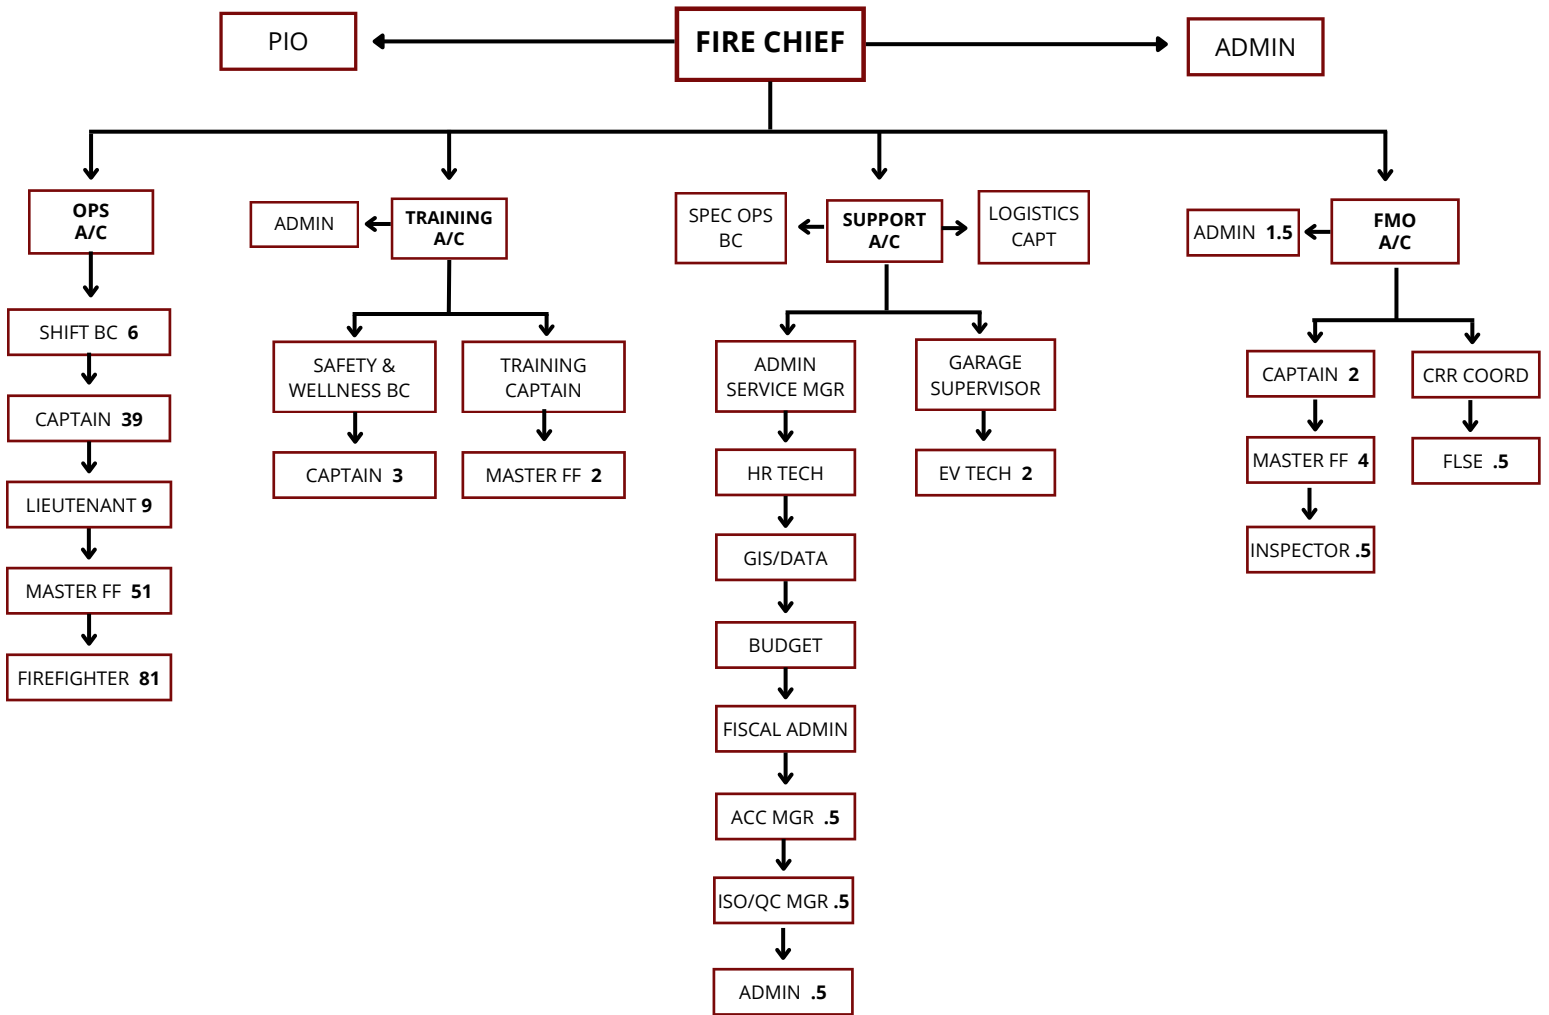 PIO
FIRE CHIEF
ADMIN
OPS
A/C
SHIFT BC 6
CAPTAIN 39
LIEUTENANT 9
MASTER FF 51
FIREFIGHTER 81
ADMIN
TRAINING
A/C
SAFETY &
WELLNESS BC
CAPTAIN 3
TRAINING
CAPTAIN
MASTER FF 2
SPEC OPS
BC
SUPPORT
A/C
LOGISTICS
CAPT
ADMIN
SERVICE MGR
HR TECH
GIS/DATA
BUDGET
FISCAL ADMIN
ACC MGR .5
ISO/QC MGR .5
ADMIN .5
GARAGE
SUPERVISOR
EV TECH 2
ADMIN 1.5
FMO
A/C
CAPTAIN 2
MASTER FF 4
INSPECTOR .5
CRR COORD
FLSE .5